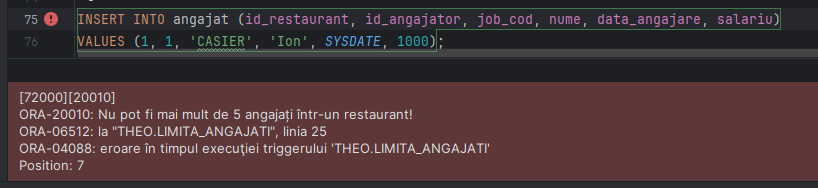 75 INSERT INTO angajat (id_restaurant, id_angajator, job_cod, nume, data_angajare, salariu)
76 VALUES (1, 1, 'CASIER', 'Ion', SYSDATE, 1000);
[72000][20010]
ORA-20010: Nu pot fi mai mult de 5 angajați într-un restaurant!
ORA-06512: la "THEO.LIMITA_ANGAJATI", linia 25
ORA-04088: eroare în timpul execuţiei triggerului 'THEO.LIMITA_ANGAJATI'
Position: 7